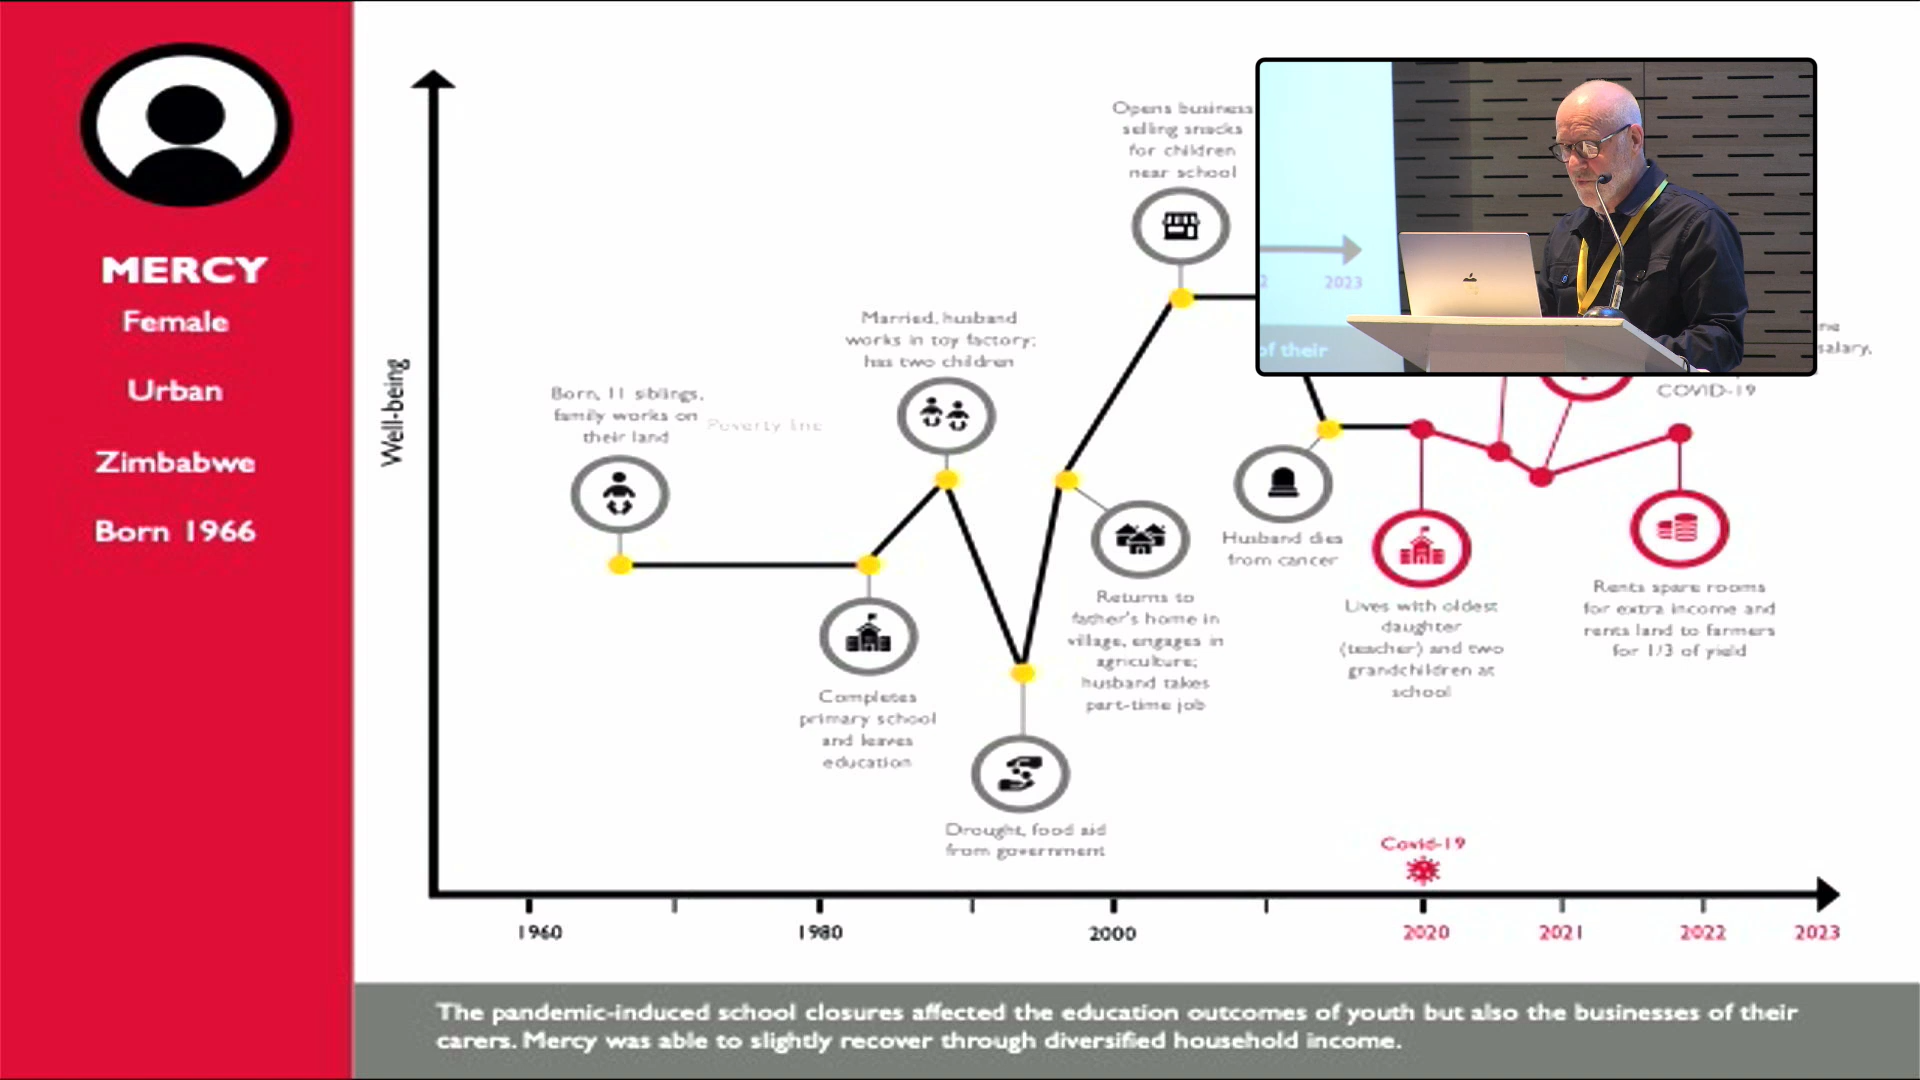 MERCY
Female
Urban
Zimbabwe
Born 1966
Well-being
Born, 11 siblings,
family works on
their land
Poverty line
Completes
primary school
and leaves
education
Married, husband
works in toy factory;
has two children
Drought, food aid
from government
Returns to
father's home in
village, engages in
agriculture;
husband takes
part-time job
Opens business
selling snacks
for children
near school
Husband dies
from cancer
Lives with oldest
daughter
(teacher) and two
grandchildren at
school
salary,
COVID-19
Rents spare rooms
for extra income and
rents land to farmers
for 1/3 of yield
2023
of their
Covid-19
1960
1980
2000
2020
2021
2022
2023
The pandemic-induced school closures affected the education outcomes of youth but also the businesses of their
carers. Mercy was able to slightly recover through diversified household income.